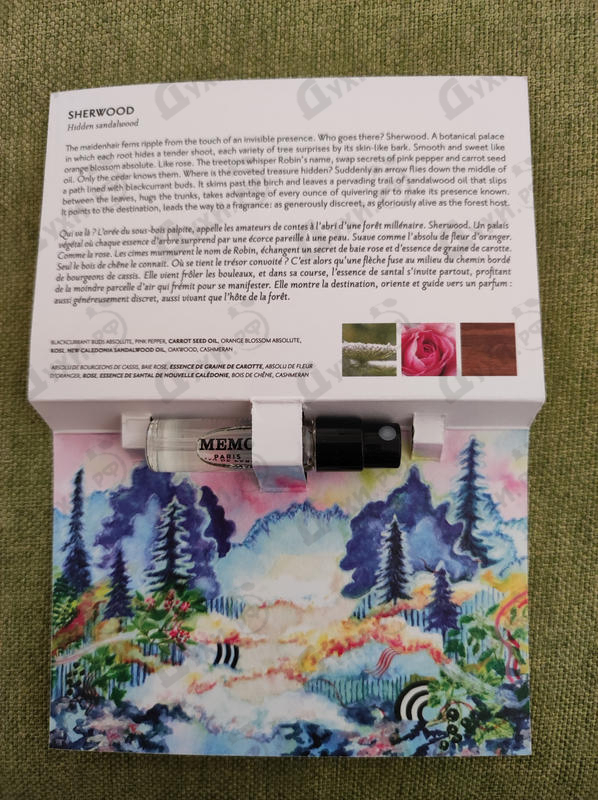 SHERWOOD
Hidden sandalwood
The maidenhair ferns ripple from the touch of an invisible presence. Who goes there? Sherwood. A botanical palace
in which each root hides a tender shoot, each variety of tree surprises by its skin-like bark. Smooth and sweet like
orange blossom absolute. Like rose. The treetops whisper Robin's name, swap secrets of pink pepper and carrot seed
oil. Only the cedar knows them. Where is the coveted treasure hidden? Suddenly an arrow flies down the middle of
a path lined with blackcurrant buds. It skims past the birch and leaves a pervading trail of sandalwood oil that slips
between the leaves, hugs the trunks, takes advantage of every ounce of quivering air to make its presence known.
It points to the destination, leads the way to a fragrance: as generously discreet, as gloriously alive as the forest host.
Qui va là ? L'orée du sous-bois palpite, appelle les amateurs de contes à l'abri d'une forêt millénaire. Sherwood. Un palais
végétal où chaque essence d'arbre surprend par une écorce pareille à une peau. Suave comme l'absolu de fleur d'oranger.
Comme la rose. Les cimes murmurent le nom de Robin, échangent un secret de baie rose et d'essence de graine de carotte.
Seul le bois de chêne le connait. Où se tient le trésor convoité ? C'est alors qu'une flèche fuse au milieu du chemin bordé
de bourgeons de cassis. Elle vient frôler les bouleaux, et dans sa course, l'essence de santal s'invite partout, profitant
de la moindre parcelle d'air qui frémit pour se manifester. Elle montre la destination, oriente et guide vers un parfum :
aussi généreusement discret, aussi vivant que l'hôte de la forêt.
BLACKCURRANT BUDS ABSOLUTE, PINK PEPPER, CARROT SEED OIL, ORANGE BLOSSOM ABSOLUTE,
ROSE, NEW CALEDONIA SANDALWOOD OIL, OAKWOOD, CASHMERAN
ABSOLU DE BOURGEONS DE CASSIS, BAIE ROSE, ESSENCE DE GRAINE DE CAROTTE, ABSOLU DE FLEUR
D'ORANGER, ROSE, ESSENCE DE SANTAL DE NOUVELLE CALÉDONIE, BOIS DE CHÊNE, CASHMERAN
MEMO
PARIS
ДУХИ.РФ